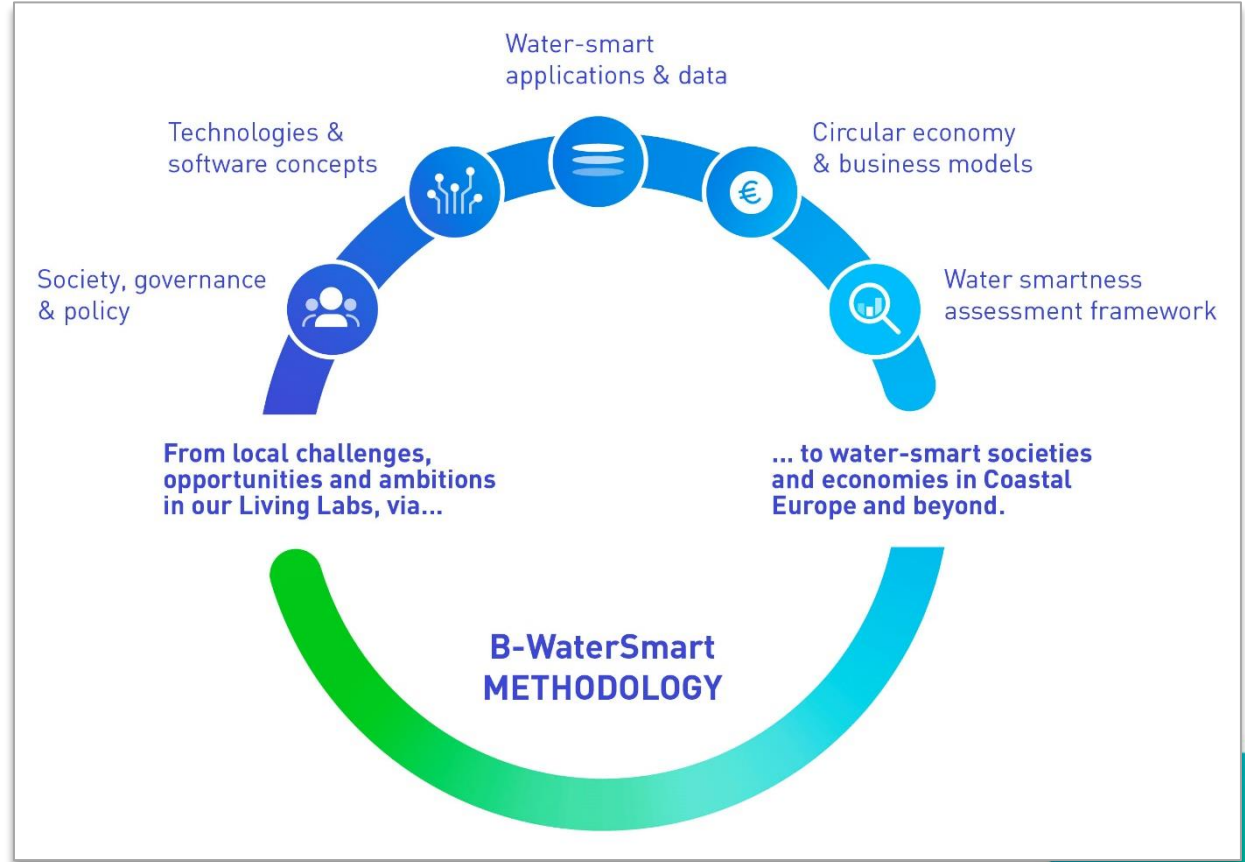 Water-smart
applications & data
Technologies &
software concepts
Circular economy
& business models
€
Society, governance
& policy
Water smartness
assessment framework
From local challenges,
opportunities and ambitions
in our Living Labs, via...
... to water-smart societies
and economies in Coastal
Europe and beyond.
B-WaterSmart
METHODOLOGY